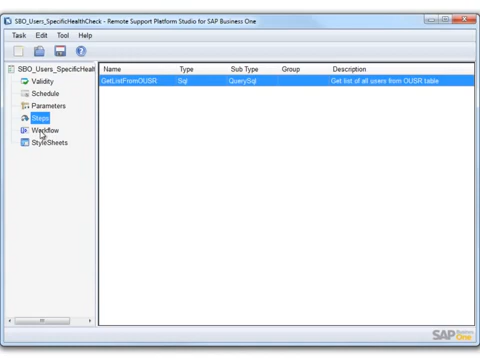 SBO_Users_SpecificHealthCheck - Remote Support Platform Studio for SAP Business One
Task Edit Tool Help
SBO_Users_SpecificHealt
Name Type Sub Type Group Description
Validity
GetListFromOUSR Sql QuerySql Get list of all users from OUSR table
Schedule
Parameters
Steps
Workflow
StyleSheets
SAP Business One